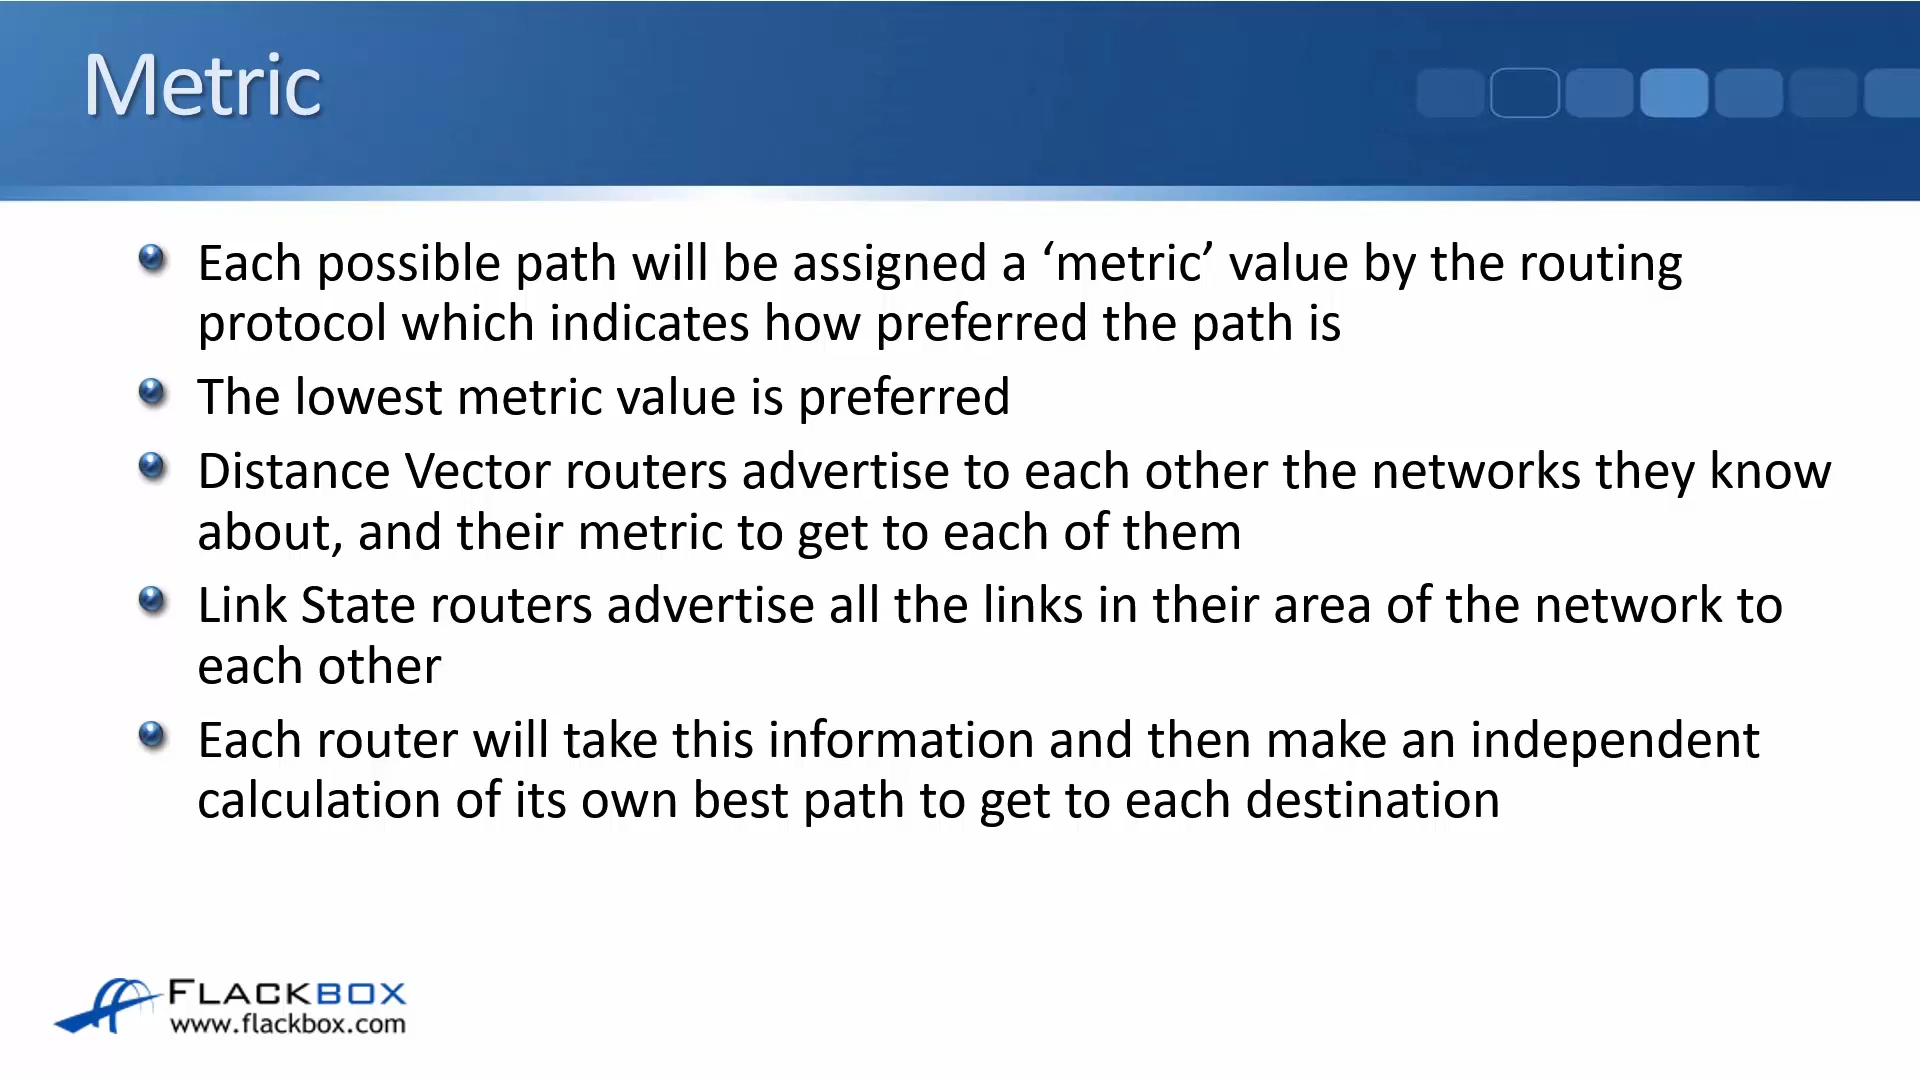 Metric
Each possible path will be assigned a ‘metric’ value by the routing
protocol which indicates how preferred the path is
The lowest metric value is preferred
Distance Vector routers advertise to each other the networks they know
about, and their metric to get to each of them
Link State routers advertise all the links in their area of the network to
each other
Each router will take this information and then make an independent
calculation of its own best path to get to each destination
FLACKBOX
www.flackbox.com